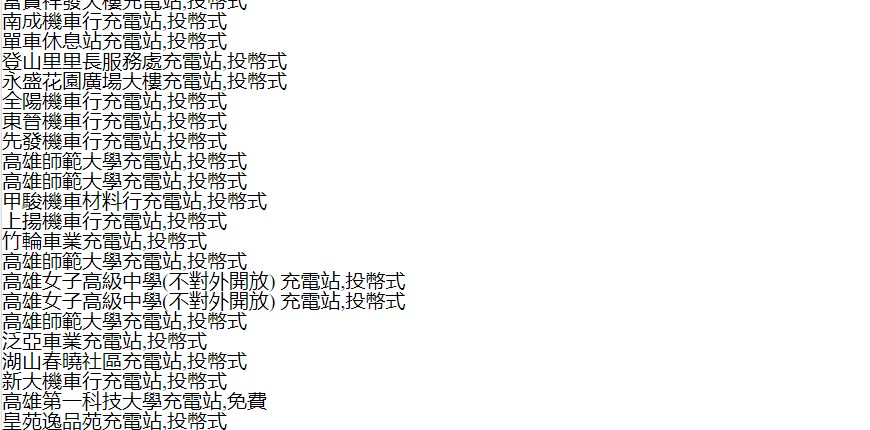 富貴祥發大樓充電站,投幣式
南成機車行充電站,投幣式
單車休息站充電站,投幣式
登山里里長服務處充電站,投幣式
永盛花園廣場大樓充電站,投幣式
全陽機車行充電站,投幣式
東晉機車行充電站,投幣式
先發機車行充電站,投幣式
高雄師範大學充電站,投幣式
高雄師範大學充電站,投幣式
甲駿機車材料行充電站,投幣式
上揚機車行充電站,投幣式
竹輪車業充電站,投幣式
高雄師範大學充電站,投幣式
高雄女子高級中學(不對外開放) 充電站,投幣式
高雄女子高級中學(不對外開放) 充電站,投幣式
高雄師範大學充電站,投幣式
泛亞車業充電站,投幣式
湖山春曉社區充電站,投幣式
新大機車行充電站,投幣式
高雄第一科技大學充電站,免費
皇苑逸品苑充電站,投幣式